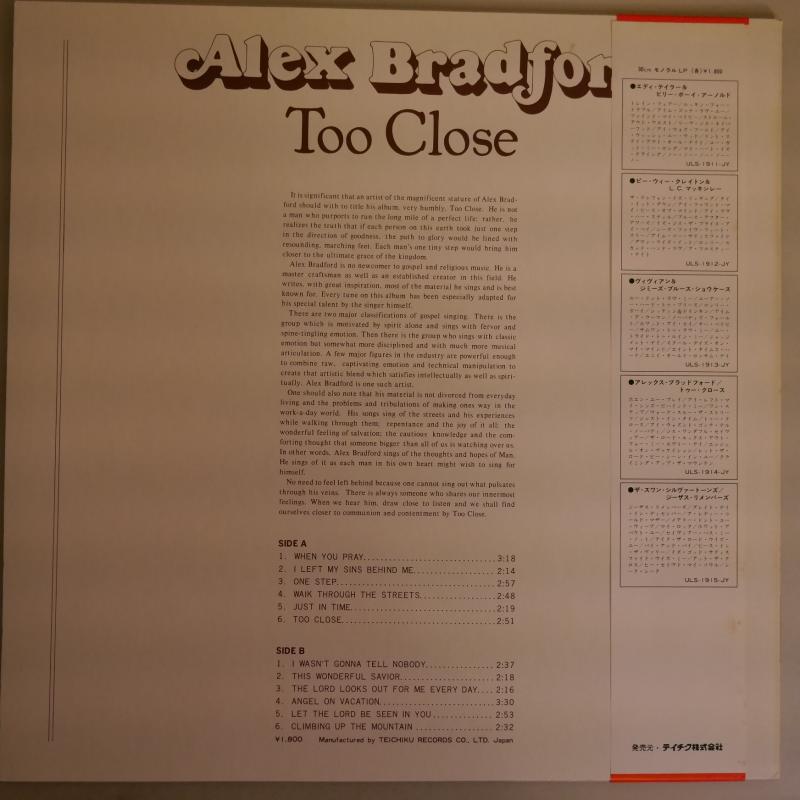 Alex Bradfor
Too Close
It is significant that an artist of the magnificent stature of Alex Brad-
ford should with to title his album, very humbly, Too Close. He is not
a man who purports to run the long mile of a perfect life; rather, he
realizes the truth that if each person on this earth took just one step
in the direction of goodness, the path to glory would be lined with
resounding, marching feet. Each man's one tiny step would bring him
closer to the ultimate grace of the kingdom.
Alex Bradford is no newcomer to gospel and religious music. He is a
master craftsman as well as an established creator in this field. He
writes, with great inspiration, most of the material he sings and is best
known for. Every tune on this album has been especially adapted for
his special talent by the singer himself.
There are two major classifications of gospel singing. There is the
group which is motivated by spirit alone and sings with fervor and
spine-tingling emotion. Then there is the group who sings with classic
emotion but somewhat more disciplined and with much more musical
articulation. A few major figures in the industry are powerful enough
to combine raw, captivating emotion and technical manipulation to
create that artistic blend which satisfies intellectually as well as spiri-
tually. Alex Bradford is one such artist.
One should also note that his material is not divorced from everyday
living and the problems and tribulations of making ones way in the
work-a-day world. His songs sing of the streets and his experiences
while walking through them; repentance and the joy of it all; the
wonderful feeling of salvation; the cautious knowledge and the com-
forting thought that someone bigger than all of us is watching over us.
In other words, Alex Bradford sings of the thoughts and hopes of Man.
He sings of it as each man in his own heart might wish to sing for
himself.
No need to feel left behind because one cannot sing out what pulsates
through his veins. There is always someone who shares our innermost
feelings. When we hear him, draw close to listen and we shall find
ourselves closer to communion and contentment by Too Close.
SIDE A
1. WHEN YOU PRAY 3:18
2. I LEFT MY SINS BEHIND ME 2:14
3. ONE STEP 2:57
4. WAIK THROUGH THE STREETS 2:48
5. JUST IN TIME 2:19
6. TOO CLOSE 2:51
SIDE B
1. I WASN'T GONNA TELL NOBODY 2:37
2. THIS WONDERFUL SAVIOR 2:18
3. THE LORD LOOKS OUT FOR ME EVERY DAY 2:16
4. ANGEL ON VACATION 3:30
5. LET THE LORD BE SEEN IN YOU 2:53
6. CLIMBING UP THE MOUNTAIN 2:32
¥1,800 Manufactured by TEICHIKU RECORDS CO., LTD. Japan
30cm モノラルLP (各)¥1,800
●エディ・テイラー&
ビリー・ボーイ・アーノルド
ULS-1911-JY
●ピー・ウィー・クレイトン&
L.C. マッキンレー
ULS-1912-JY
●ヴィヴィアン&
ジミーズ・ブルース・ショウケース
ULS-1913-JY
●アレックス・ブラッドフォード/
トゥー・クロース
ULS-1914-JY
●ザ・スワン・シルヴァートーンズ/
ジーザス・リメンバーズ
ULS-1915-JY
発売元・テイチク株式会社